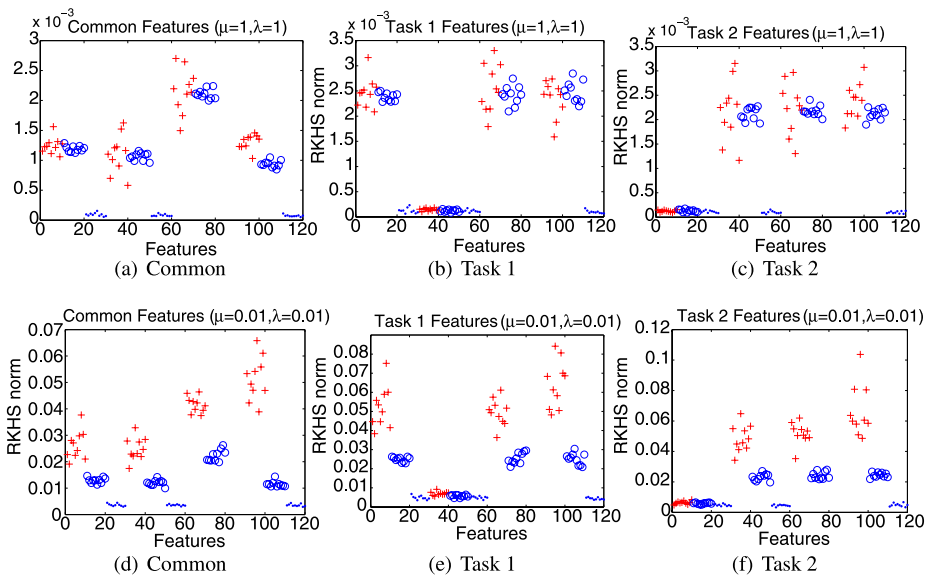 x 10⁻³
Common Features (μ=1,λ=1)
3
2.5
2
1.5
1
0.5
0
0 20 40 60 80 100 120
Features
(a) Common
x 10⁻³
Task 1 Features (μ=1,λ=1)
RKHS norm
3.5
3
2.5
2
1.5
1
0.5
0
0 20 40 60 80 100 120
Features
(b) Task 1
x 10⁻³
Task 2 Features (μ=1,λ=1)
RKHS norm
3.5
3
2.5
2
1.5
1
0.5
0
0 20 40 60 80 100 120
Features
(c) Task 2
Common Features (μ=0.01,λ=0.01)
RKHS norm
0.07
0.06
0.05
0.04
0.03
0.02
0.01
0
0 20 40 60 80 100 120
Features
(d) Common
Task 1 Features (μ=0.01,λ=0.01)
RKHS norm
0.09
0.08
0.07
0.06
0.05
0.04
0.03
0.02
0.01
0
0 20 40 60 80 100 120
Features
(e) Task 1
Task 2 Features (μ=0.01,λ=0.01)
RKHS norm
0.12
0.1
0.08
0.06
0.04
0.02
0
0 20 40 60 80 100 120
Features
(f) Task 2